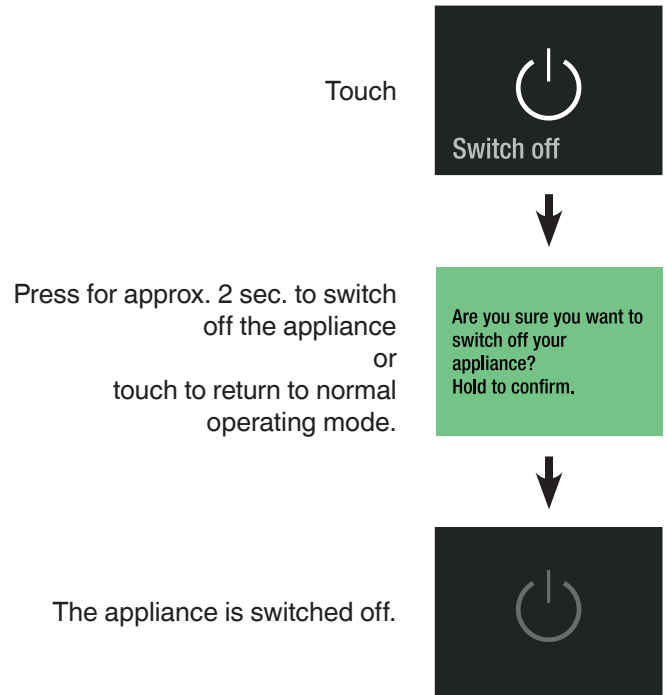 Touch
Switch off
Press for approx. 2 sec. to switch
off the appliance
or
touch to return to normal
operating mode.
Are you sure you want to
switch off your
appliance?
Hold to confirm.
The appliance is switched off.